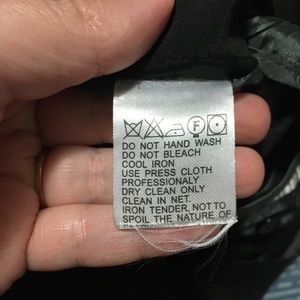 F
DO NOT HAND WASH
DO NOT BLEACH
COOL IRON
USE PRESS CLOTH
PROFESSIONALY
DRY CLEAN ONLY
CLEAN IN NET.
IRON TENDER, NOT TO
SPOIL THE NATURE OF